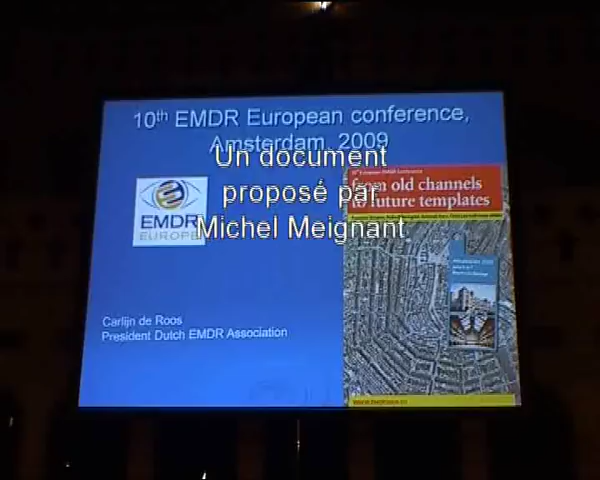 10th EMDR European conference,
Amsterdam, 2009
Un document
proposé par
Michel Meignant
from old channels
to future templates
EMDR
EUROPE
Carlijn de Roos
President Dutch EMDR Association